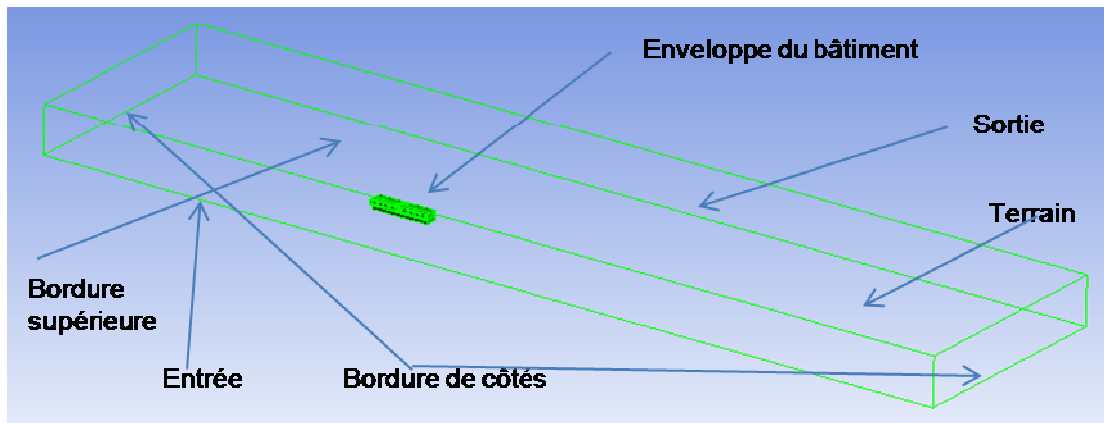 Enveloppe du bâtiment
Sortie
Terrain
Bordure
supérieure
Entrée
Bordure de côtés